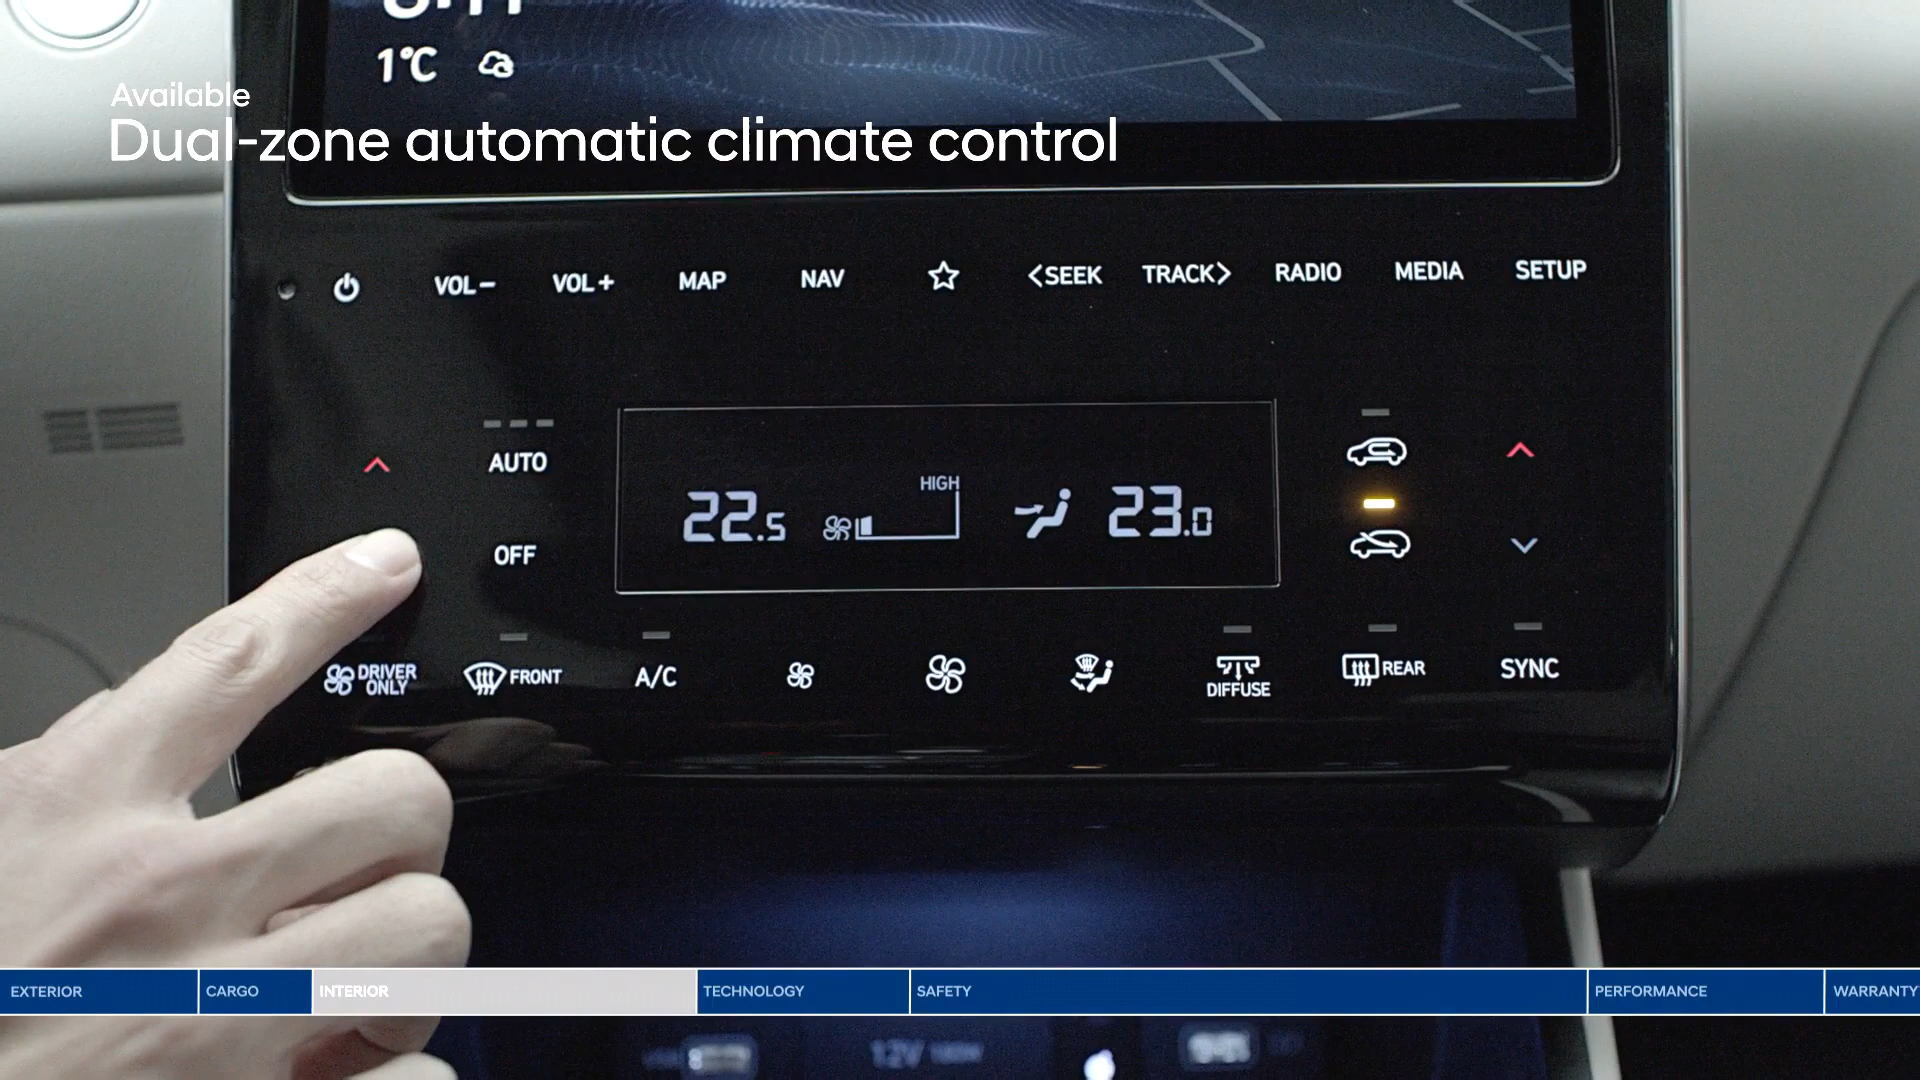 1°C
Available
Dual-zone automatic climate control
VOL− VOL+ MAP NAV <SEEK TRACK> RADIO MEDIA SETUP
AUTO
HIGH
22.5 23.0
OFF
DRIVER ONLY FRONT A/C DIFFUSE REAR SYNC
EXTERIOR CARGO INTERIOR TECHNOLOGY SAFETY PERFORMANCE WARRANTY
12V